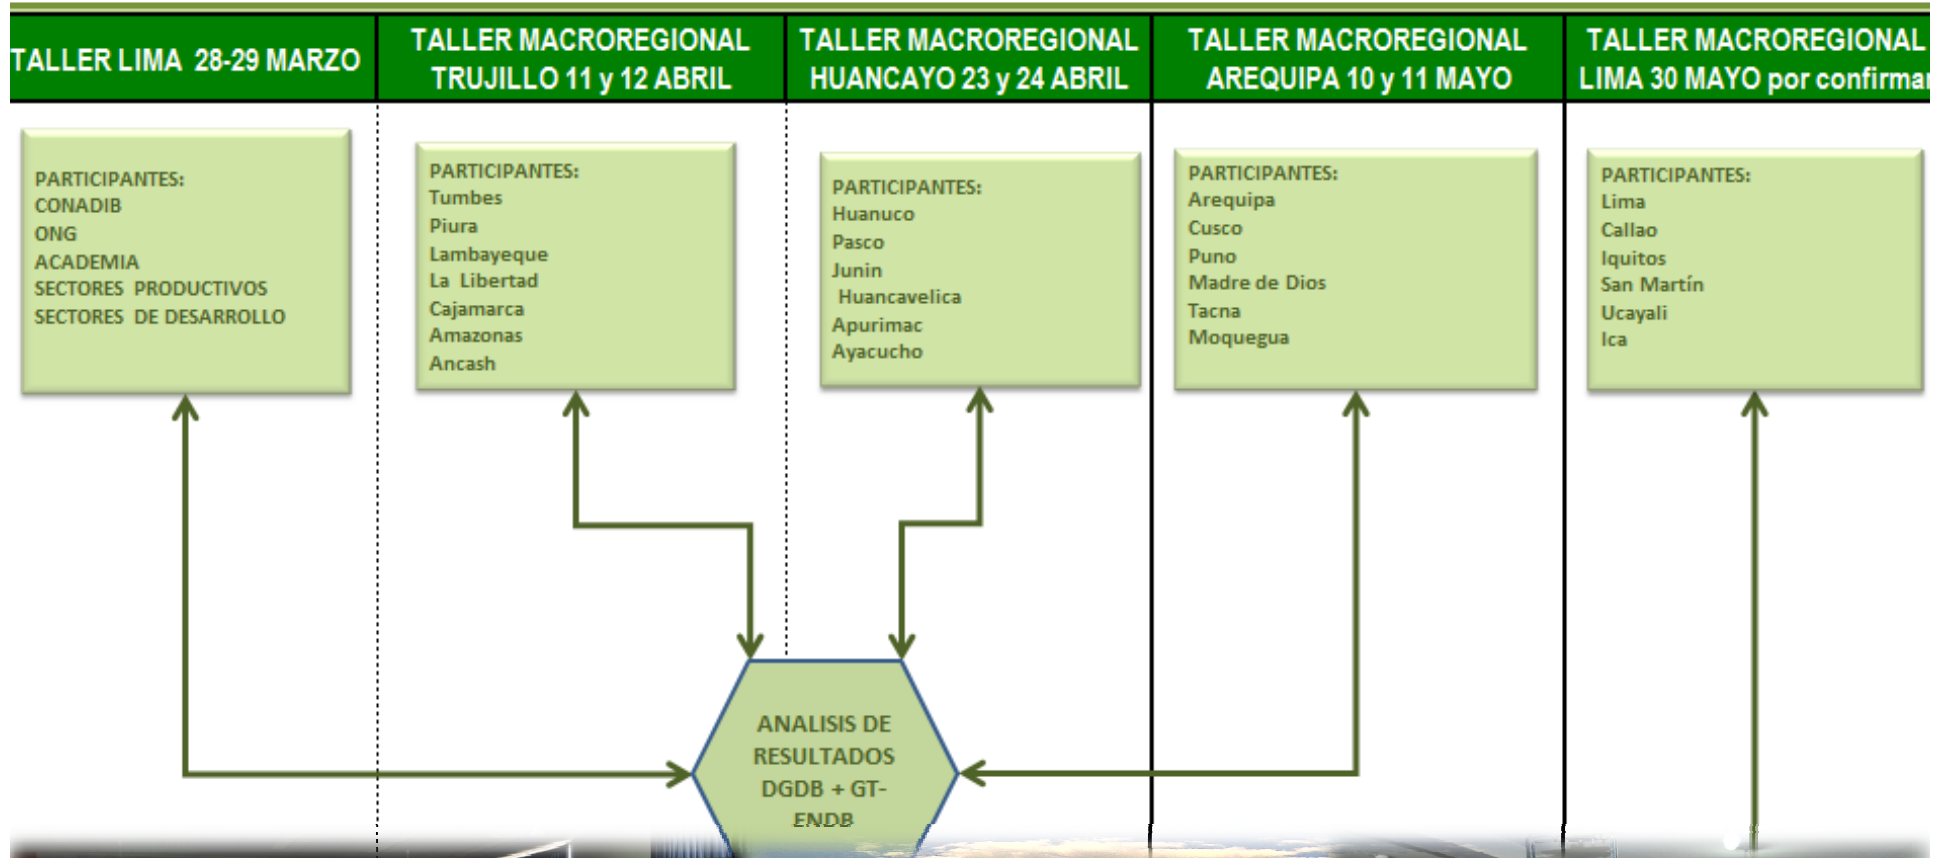 TALLER LIMA 28-29 MARZO
TALLER MACROREGIONAL
TRUJILLO 11 y 12 ABRIL
TALLER MACROREGIONAL
HUANCAYO 23 y 24 ABRIL
TALLER MACROREGIONAL
AREQUIPA 10 y 11 MAYO
TALLER MACROREGIONAL
LIMA 30 MAYO por confirmar
PARTICIPANTES:
CONADIB
ONG
ACADEMIA
SECTORES PRODUCTIVOS
SECTORES DE DESARROLLO
PARTICIPANTES:
Tumbes
Piura
Lambayeque
La Libertad
Cajamarca
Amazonas
Ancash
PARTICIPANTES:
Huanuco
Pasco
Junin
Huancavelica
Apurimac
Ayacucho
PARTICIPANTES:
Arequipa
Cusco
Puno
Madre de Dios
Tacna
Moquegua
PARTICIPANTES:
Lima
Callao
Iquitos
San Martín
Ucayali
Ica
ANALISIS DE
RESULTADOS
DGDB + GT-
ENDB